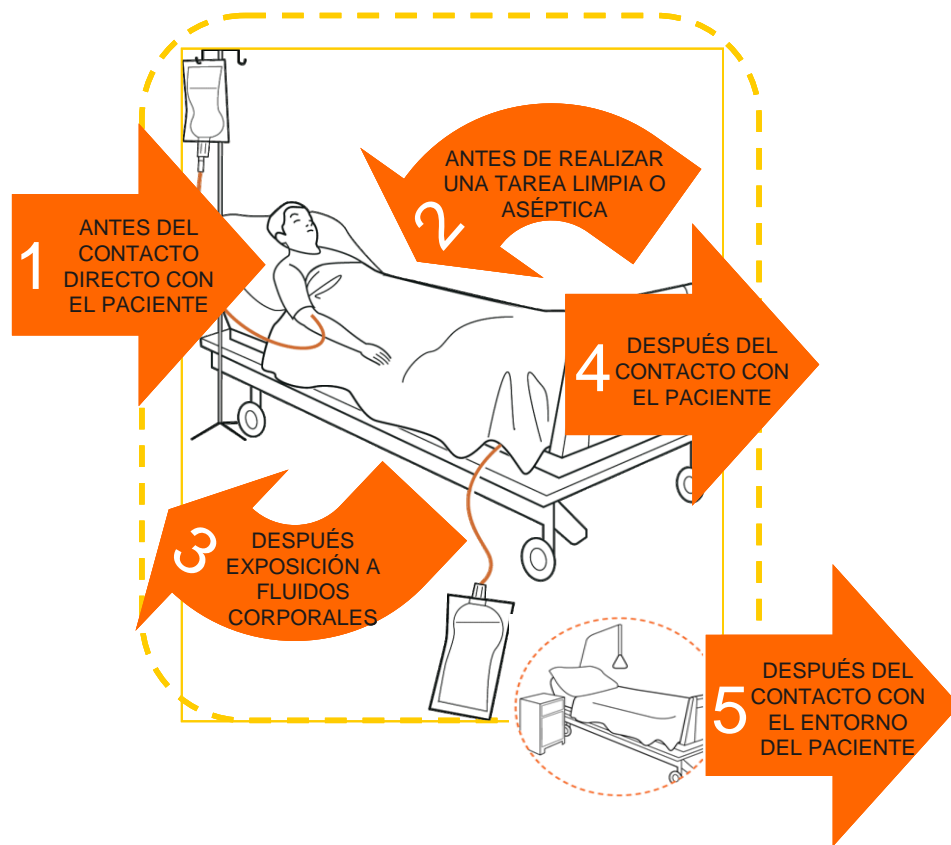 1
ANTES DEL
CONTACTO
DIRECTO CON
EL PACIENTE
2
ANTES DE REALIZAR
UNA TAREA LIMPIA O
ASÉPTICA
3
DESPUÉS
EXPOSICIÓN A
FLUIDOS
CORPORALES
4
DESPUÉS DEL
CONTACTO CON
EL PACIENTE
5
DESPUÉS DEL
CONTACTO CON
EL ENTORNO
DEL PACIENTE